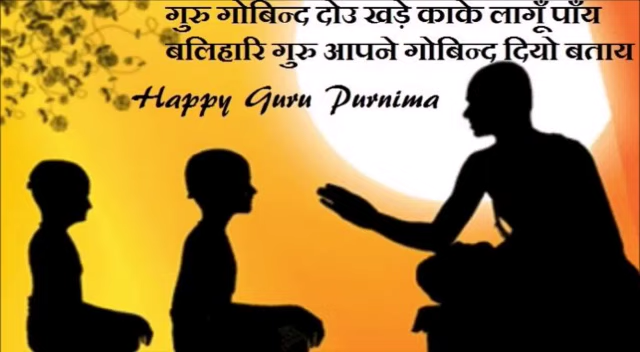 गुरु गोबिन्द दोउ खड़े काके लागूँ पाँय
बलिहारि गुरु आपने गोबिन्द दियो बताय
Happy Guru Purnima